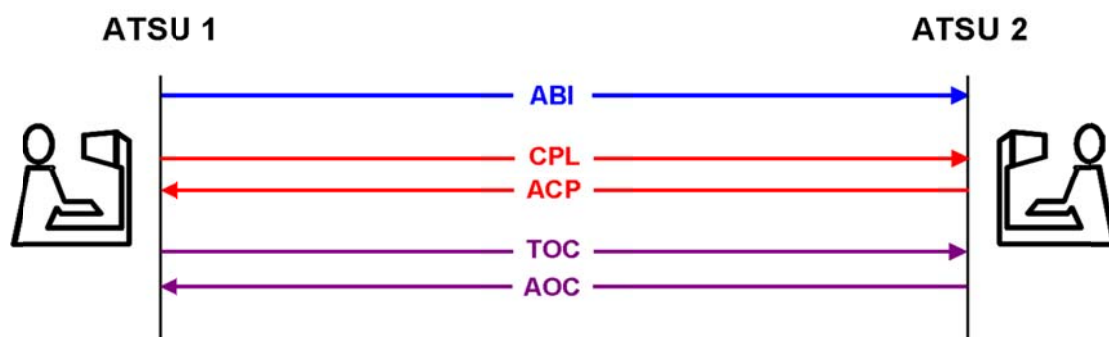 ATSU 1
ATSU 2
ABI
CPL
ACP
TOC
AOC